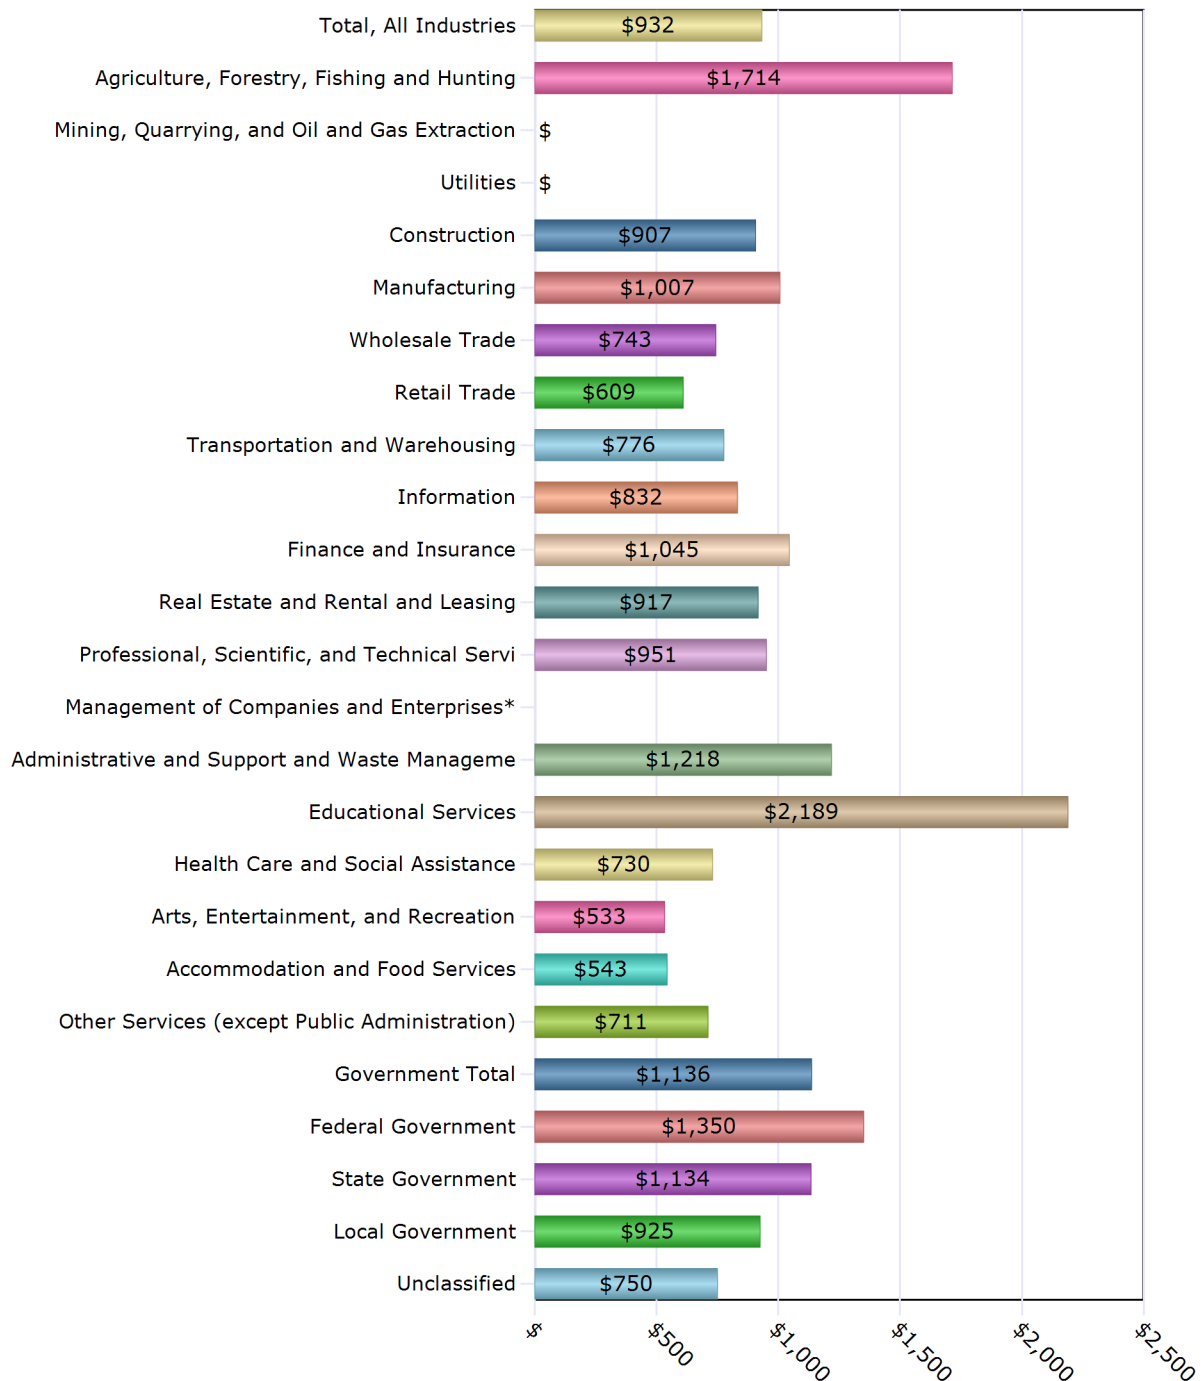 Total, All Industries $932
Agriculture, Forestry, Fishing and Hunting $1,714
Mining, Quarrying, and Oil and Gas Extraction $
Utilities $
Construction $907
Manufacturing $1,007
Wholesale Trade $743
Retail Trade $609
Transportation and Warehousing $776
Information $832
Finance and Insurance $1,045
Real Estate and Rental and Leasing $917
Professional, Scientific, and Technical Servi $951
Management of Companies and Enterprises*
Administrative and Support and Waste Manageme $1,218
Educational Services $2,189
Health Care and Social Assistance $730
Arts, Entertainment, and Recreation $533
Accommodation and Food Services $543
Other Services (except Public Administration) $711
Government Total $1,136
Federal Government $1,350
State Government $1,134
Local Government $925
Unclassified $750
$ $500 $1,000 $1,500 $2,000 $2,500